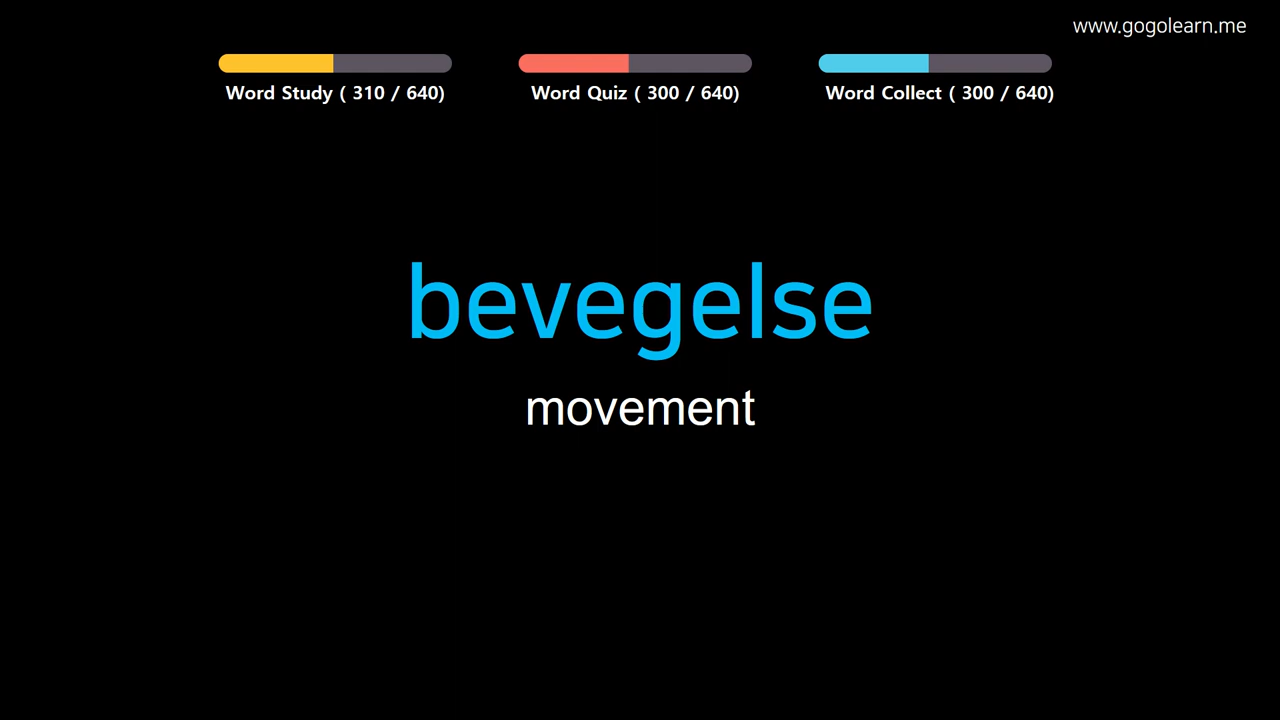 www.gogolearn.me
Word Study ( 310 / 640)
Word Quiz ( 300 / 640)
Word Collect ( 300 / 640)
bevegelse
movement